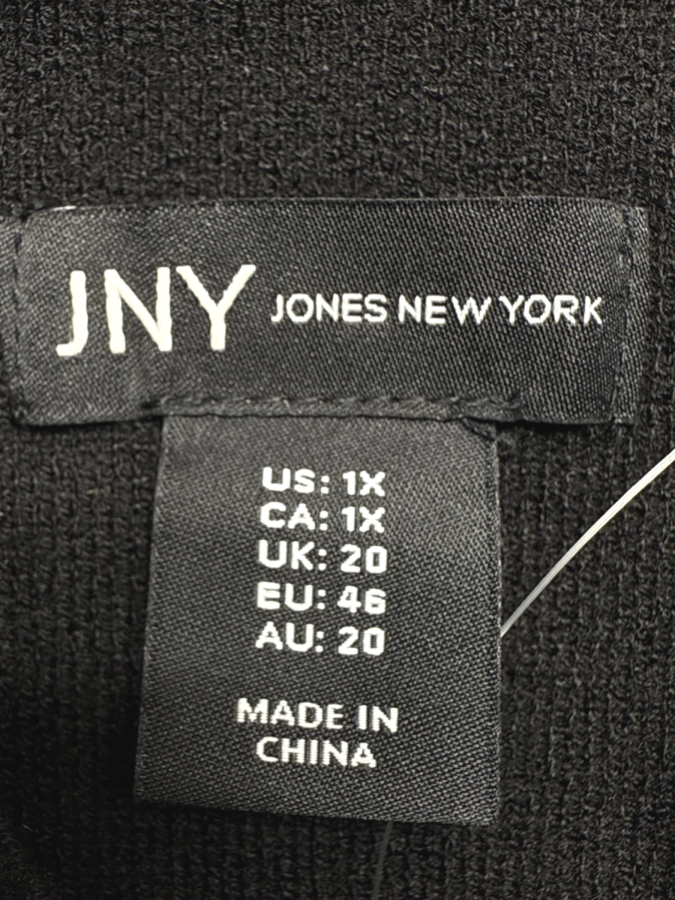 JNY JONES NEW YORK
US: 1X
CA: 1X
UK: 20
EU: 46
AU: 20
MADE IN
CHINA